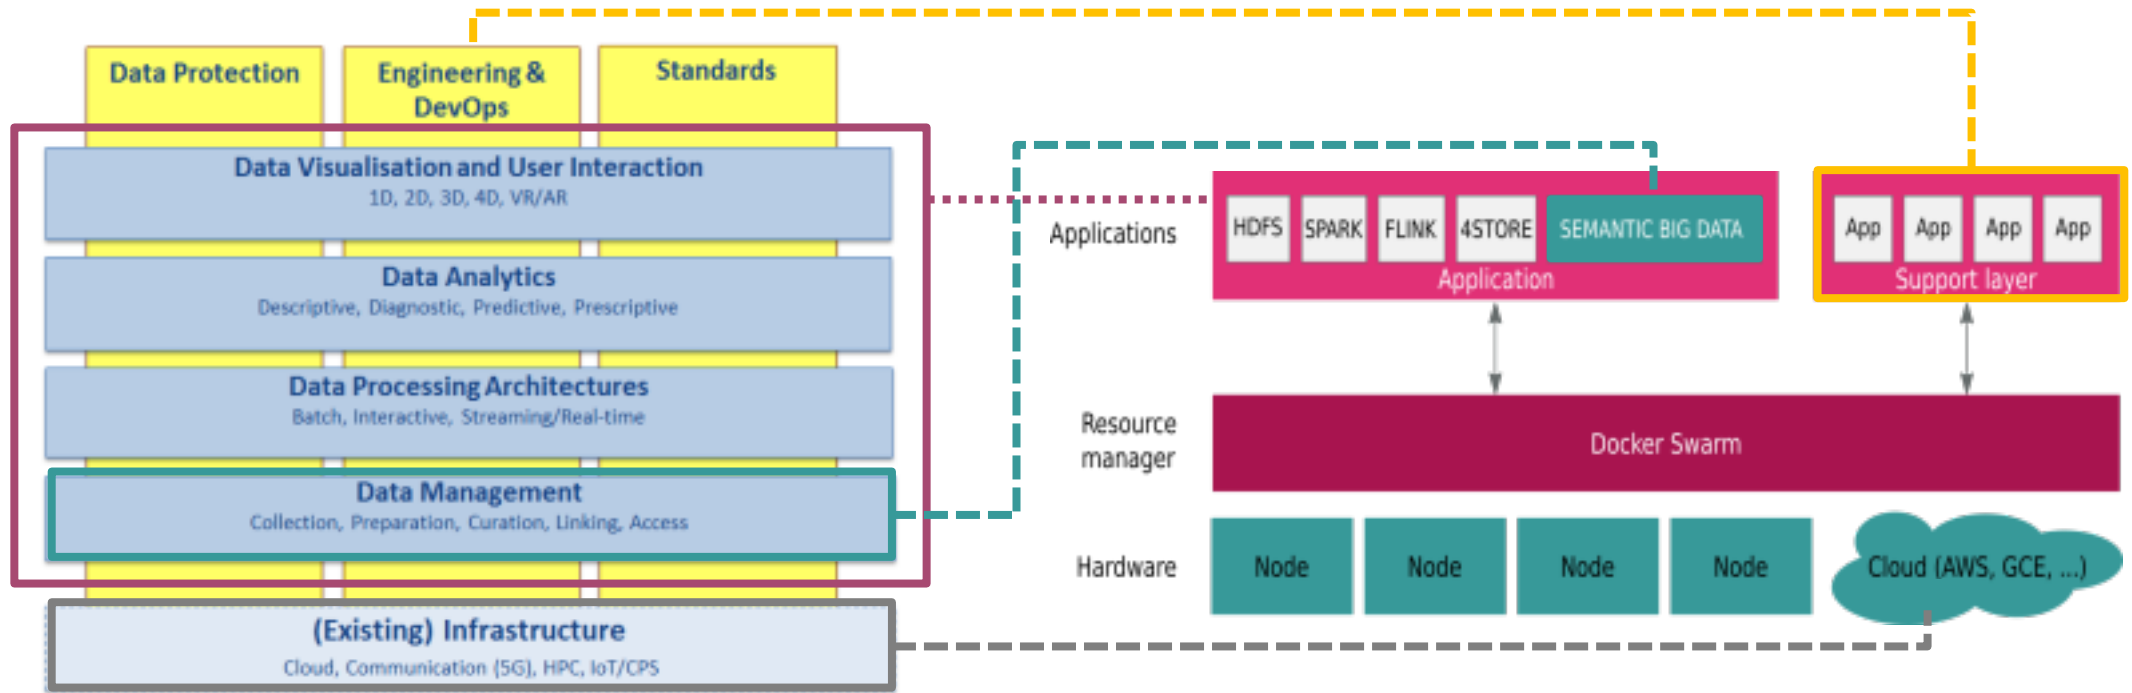 Data Protection
Engineering &
DevOps
Standards
Data Visualisation and User Interaction
1D, 2D, 3D, 4D, VR/AR
Data Analytics
Descriptive, Diagnostic, Predictive, Prescriptive
Data Processing Architectures
Batch, Interactive, Streaming/Real-time
Data Management
Collection, Preparation, Curation, Linking, Access
(Existing) Infrastructure
Cloud, Communication (5G), HPC, IoT/CPS
Applications
HDFS
SPARK
FLINK
4STORE
SEMANTIC BIG DATA
Application
App
App
App
App
Support layer
Resource
manager
Docker Swarm
Hardware
Node
Node
Node
Node
Cloud (AWS, GCE, ...)